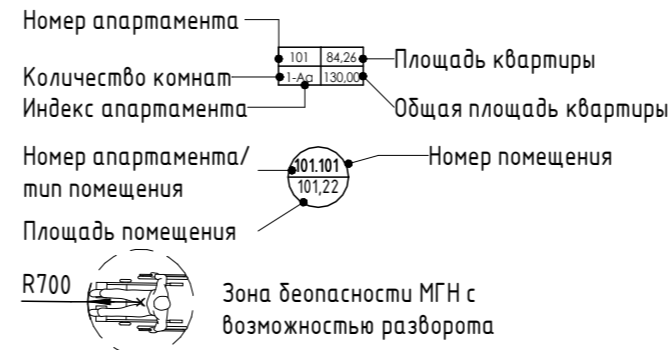 Номер апартамента
101 84,26
Площадь квартиры
Количество комнат
1-Аа 130,00
Индекс апартамента
Общая площадь квартиры
Номер апартамента/
тип помещения
101.101
Номер помещения
101,22
Площадь помещения
R700
Зона беопасности МГН с
возможностью разворота